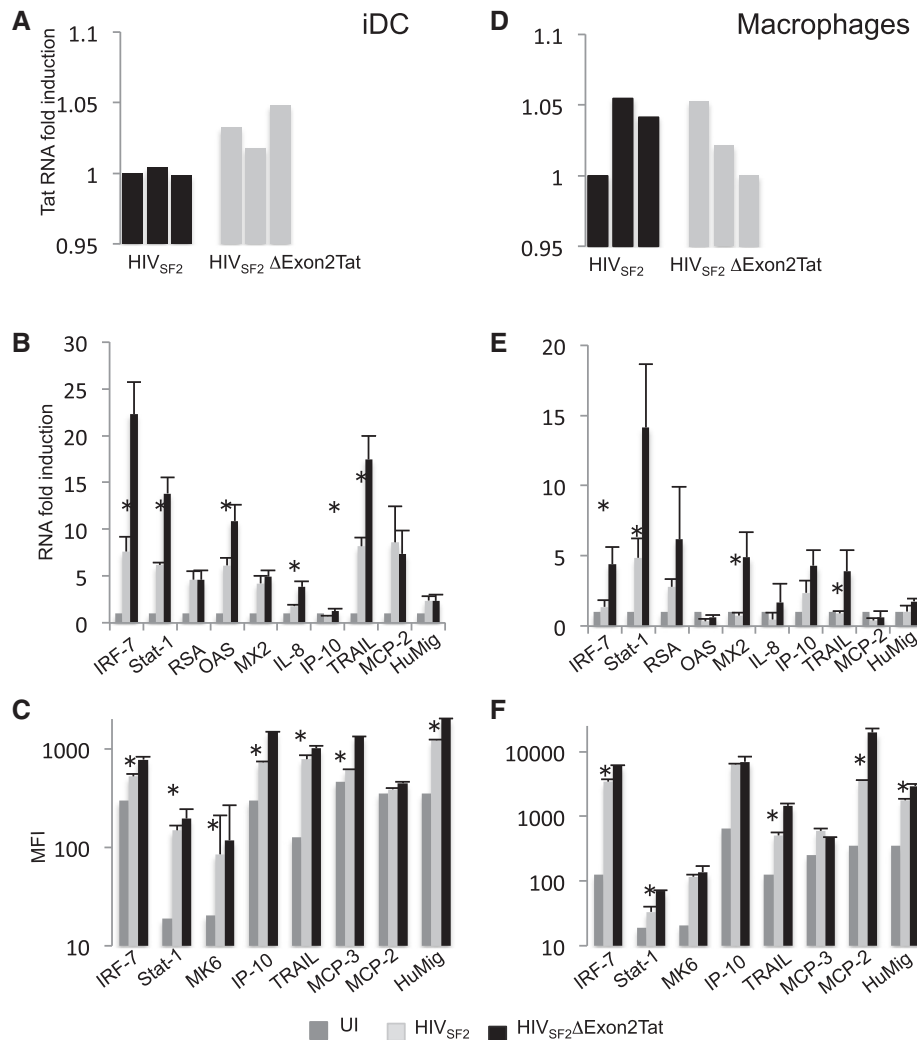 A iDC
Tat RNA fold induction
1.1
1.05
1
0.95
HIVSF2 HIVSF2 ΔExon2Tat
D Macrophages
1.1
1.05
1
0.95
HIVSF2 HIVSF2 ΔExon2Tat
B
RNA fold induction
30
25
20
15
10
5
0
* * * * * *
IRF-7 Stat-1 RSA OAS MX2 IL-8 IP-10 TRAIL MCP-2 HuMig
E
20
15
10
5
0
* * * *
IRF-7 Stat-1 RSA OAS MX2 IL-8 IP-10 TRAIL MCP-2 HuMig
C
MFI
1000
100
10
* * * * * * *
IRF-7 Stat-1 MK6 IP-10 TRAIL MCP-3 MCP-2 HuMig
F
10000
1000
100
10
* * * * *
IRF-7 Stat-1 MK6 IP-10 TRAIL MCP-3 MCP-2 HuMig
UI HIVSF2 HIVSF2ΔExon2Tat